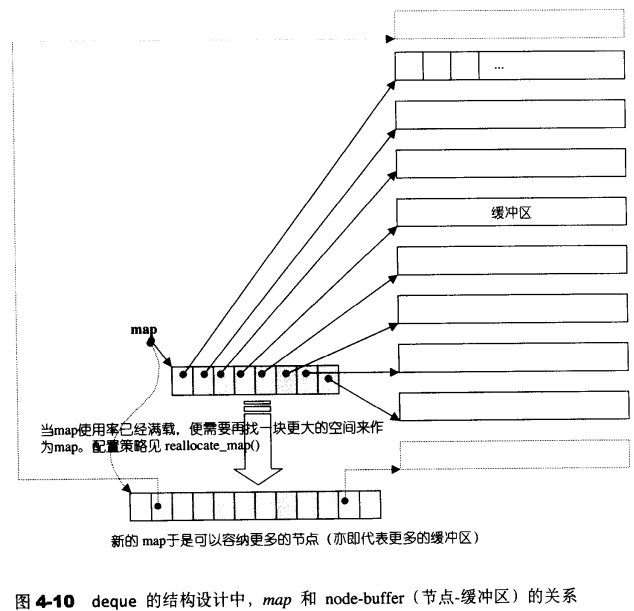 ...
缓冲区
map
当map使用率已经满载，便需要再找一块更大的空间来作
为map。配置策略见 reallocate_map()
新的 map于是可以容纳更多的节点（亦即代表更多的缓冲区）
图 4-10 deque 的结构设计中，map 和 node-buffer（节点-缓冲区）的关系